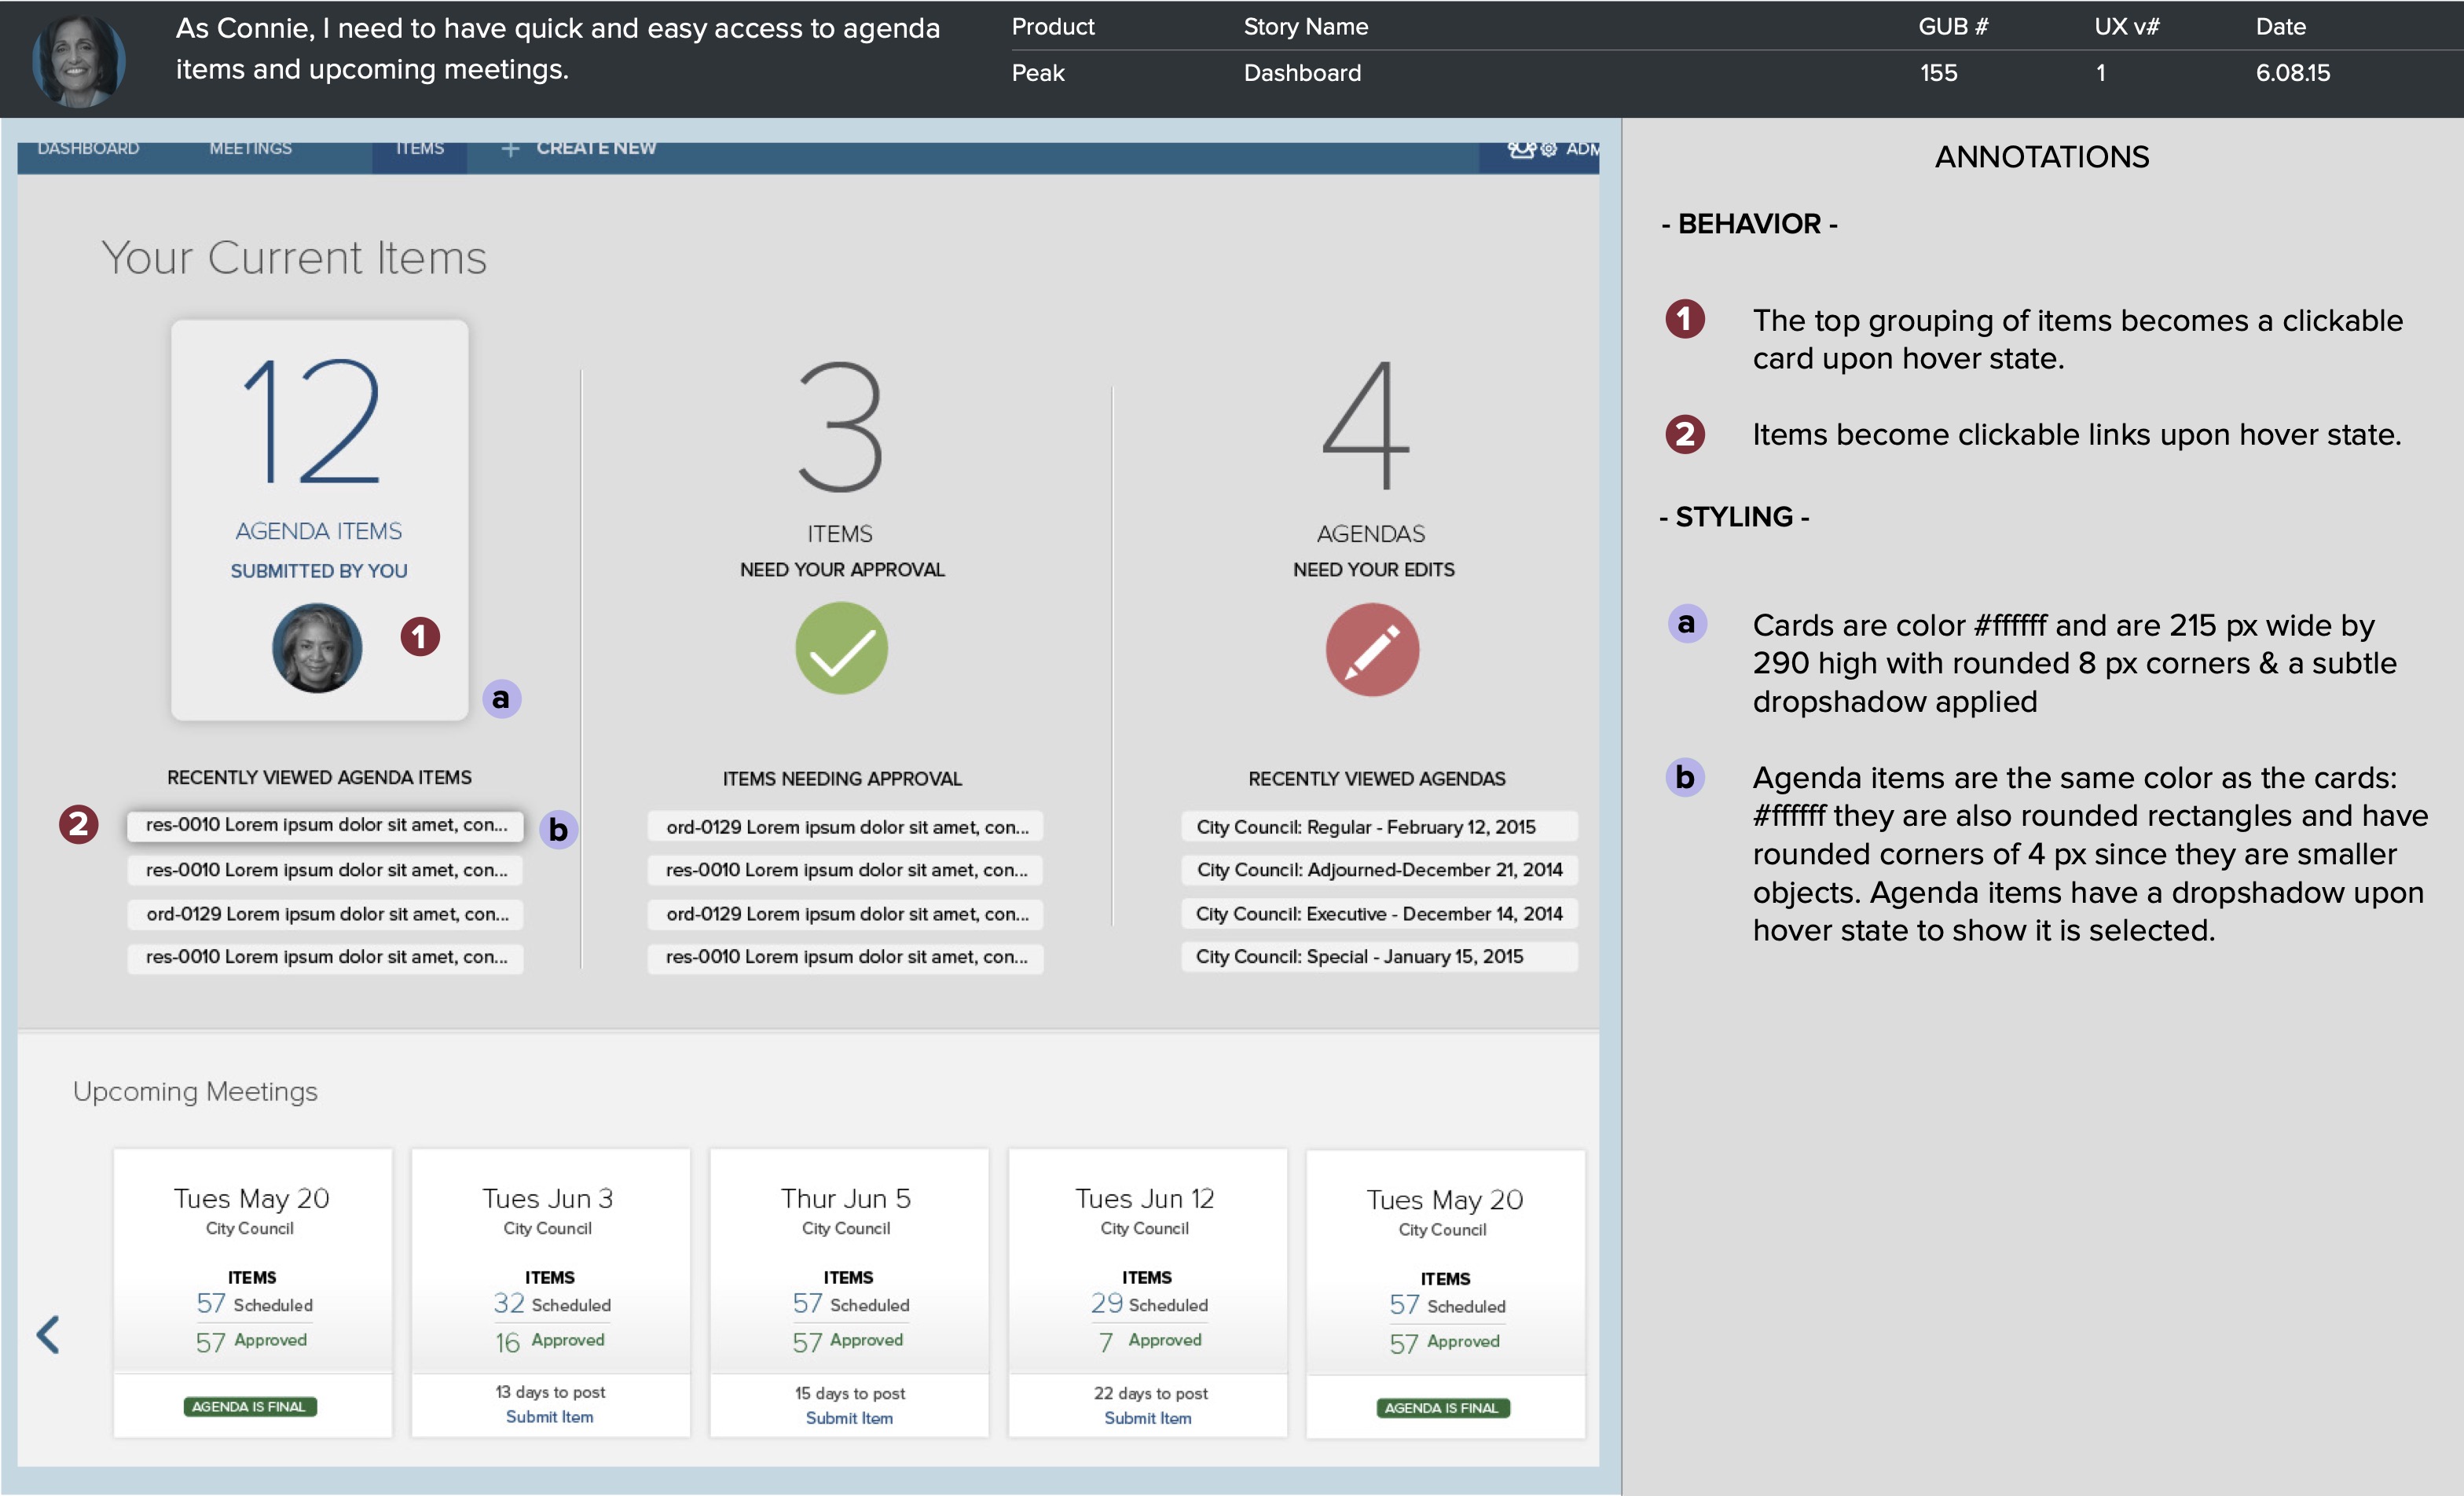 As Connie, I need to have quick and easy access to agenda
items and upcoming meetings.
Product Story Name GUB # UX v# Date
Peak Dashboard 155 1 6.08.15
DASHBOARD MEETINGS ITEMS + CREATE NEW ADM
Your Current Items
12
AGENDA ITEMS
SUBMITTED BY YOU
1
a
3
ITEMS
NEED YOUR APPROVAL
4
AGENDAS
NEED YOUR EDITS
RECENTLY VIEWED AGENDA ITEMS
2 res-0010 Lorem ipsum dolor sit amet, con... b
res-0010 Lorem ipsum dolor sit amet, con...
ord-0129 Lorem ipsum dolor sit amet, con...
res-0010 Lorem ipsum dolor sit amet, con...
ITEMS NEEDING APPROVAL
ord-0129 Lorem ipsum dolor sit amet, con...
res-0010 Lorem ipsum dolor sit amet, con...
ord-0129 Lorem ipsum dolor sit amet, con...
res-0010 Lorem ipsum dolor sit amet, con...
RECENTLY VIEWED AGENDAS
City Council: Regular - February 12, 2015
City Council: Adjourned-December 21, 2014
City Council: Executive - December 14, 2014
City Council: Special - January 15, 2015
Upcoming Meetings
Tues May 20
City Council
ITEMS
57 Scheduled
57 Approved
AGENDA IS FINAL
Tues Jun 3
City Council
ITEMS
32 Scheduled
16 Approved
13 days to post
Submit Item
Thur Jun 5
City Council
ITEMS
57 Scheduled
57 Approved
15 days to post
Submit Item
Tues Jun 12
City Council
ITEMS
29 Scheduled
7 Approved
22 days to post
Submit Item
Tues May 20
City Council
ITEMS
57 Scheduled
57 Approved
AGENDA IS FINAL
ANNOTATIONS
- BEHAVIOR -
1 The top grouping of items becomes a clickable
card upon hover state.
2 Items become clickable links upon hover state.
- STYLING -
a Cards are color #ffffff and are 215 px wide by
290 high with rounded 8 px corners & a subtle
dropshadow applied
b Agenda items are the same color as the cards:
#ffffff they are also rounded rectangles and have
rounded corners of 4 px since they are smaller
objects. Agenda items have a dropshadow upon
hover state to show it is selected.